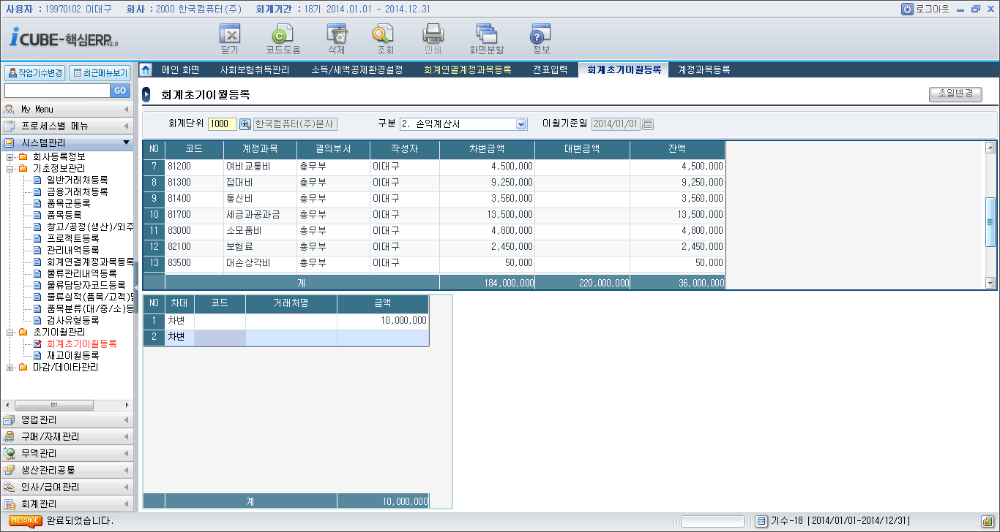 사용자 : 19970102 이대구 회사 : 2000 한국컴퓨터(주) 회계기간 : 18기 2014.01.01 ~ 2014.12.31 로그아웃
iCUBE-핵심ERP v2.0
닫기 코드도움 삭제 조회 인쇄 화면분할 정보
작업기수변경 최근메뉴보기
GO
My Menu
프로세스별 메뉴
시스템관리
회사등록정보
기초정보관리
일반거래처등록
금융거래처등록
품목군등록
품목등록
창고/공정(생산)/외주
프로젝트등록
관리내역등록
회계연결계정과목등록
물류관리내역등록
물류담당자코드등록
물류실적(품목/고객)담
품목분류(대/중/소)등
검사유형등록
초기이월관리
회계초기이월등록
재고이월등록
마감/데이타관리
영업관리
구매/자재관리
무역관리
생산관리공통
인사/급여관리
회계관리
메인 화면 사회보험취득관리 소득/세액공제환경설정 회계연결계정과목등록 전표입력 회계초기이월등록 계정과목등록
회계초기이월등록 초일변경
회계단위 1000 한국컴퓨터(주)본사 구분 2. 손익계산서 이월기준일 2014/01/01
NO 코드 계정과목 결의부서 작성자 차변금액 대변금액 잔액
7 81200 여비교통비 총무부 이대구 4,500,000 4,500,000
8 81300 접대비 총무부 이대구 9,250,000 9,250,000
9 81400 통신비 총무부 이대구 3,560,000 3,560,000
10 81700 세금과공과금 총무부 이대구 13,500,000 13,500,000
11 83000 소모품비 총무부 이대구 4,800,000 4,800,000
12 82100 보험료 총무부 이대구 2,450,000 2,450,000
13 83500 대손상각비 총무부 이대구 50,000 50,000
계 184,000,000 220,000,000 36,000,000
NO 차대 코드 거래처명 금액
1 차변 10,000,000
2 차변
계 10,000,000
MESSAGE 완료되었습니다. 기수-18 [2014/01/01-2014/12/31]